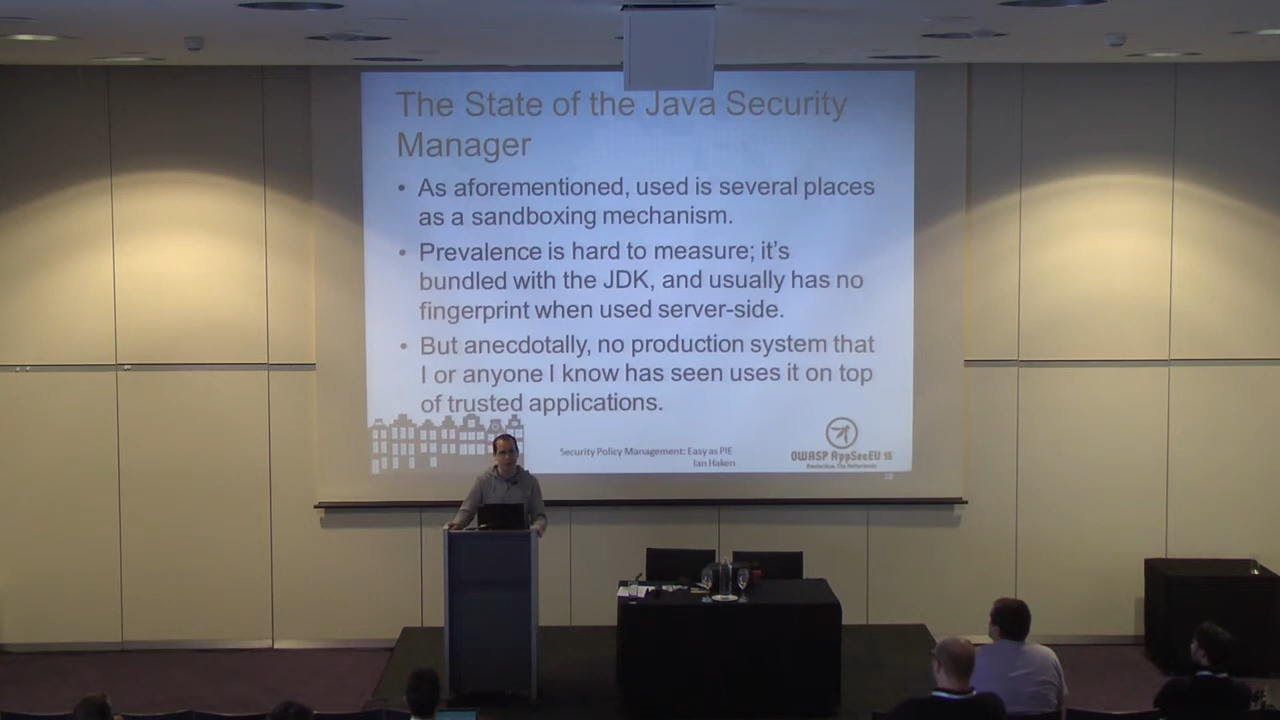 The State of the Java Security
Manager
• As aforementioned, used is several places
as a sandboxing mechanism.
• Prevalence is hard to measure; it's
bundled with the JDK, and usually has no
fingerprint when used server-side.
• But anecdotally, no production system that
I or anyone I know has seen uses it on top
of trusted applications.
Security Policy Management: Easy as PIE
Ian Haken
OWASP AppSecEU 15
Amsterdam, The Netherlands